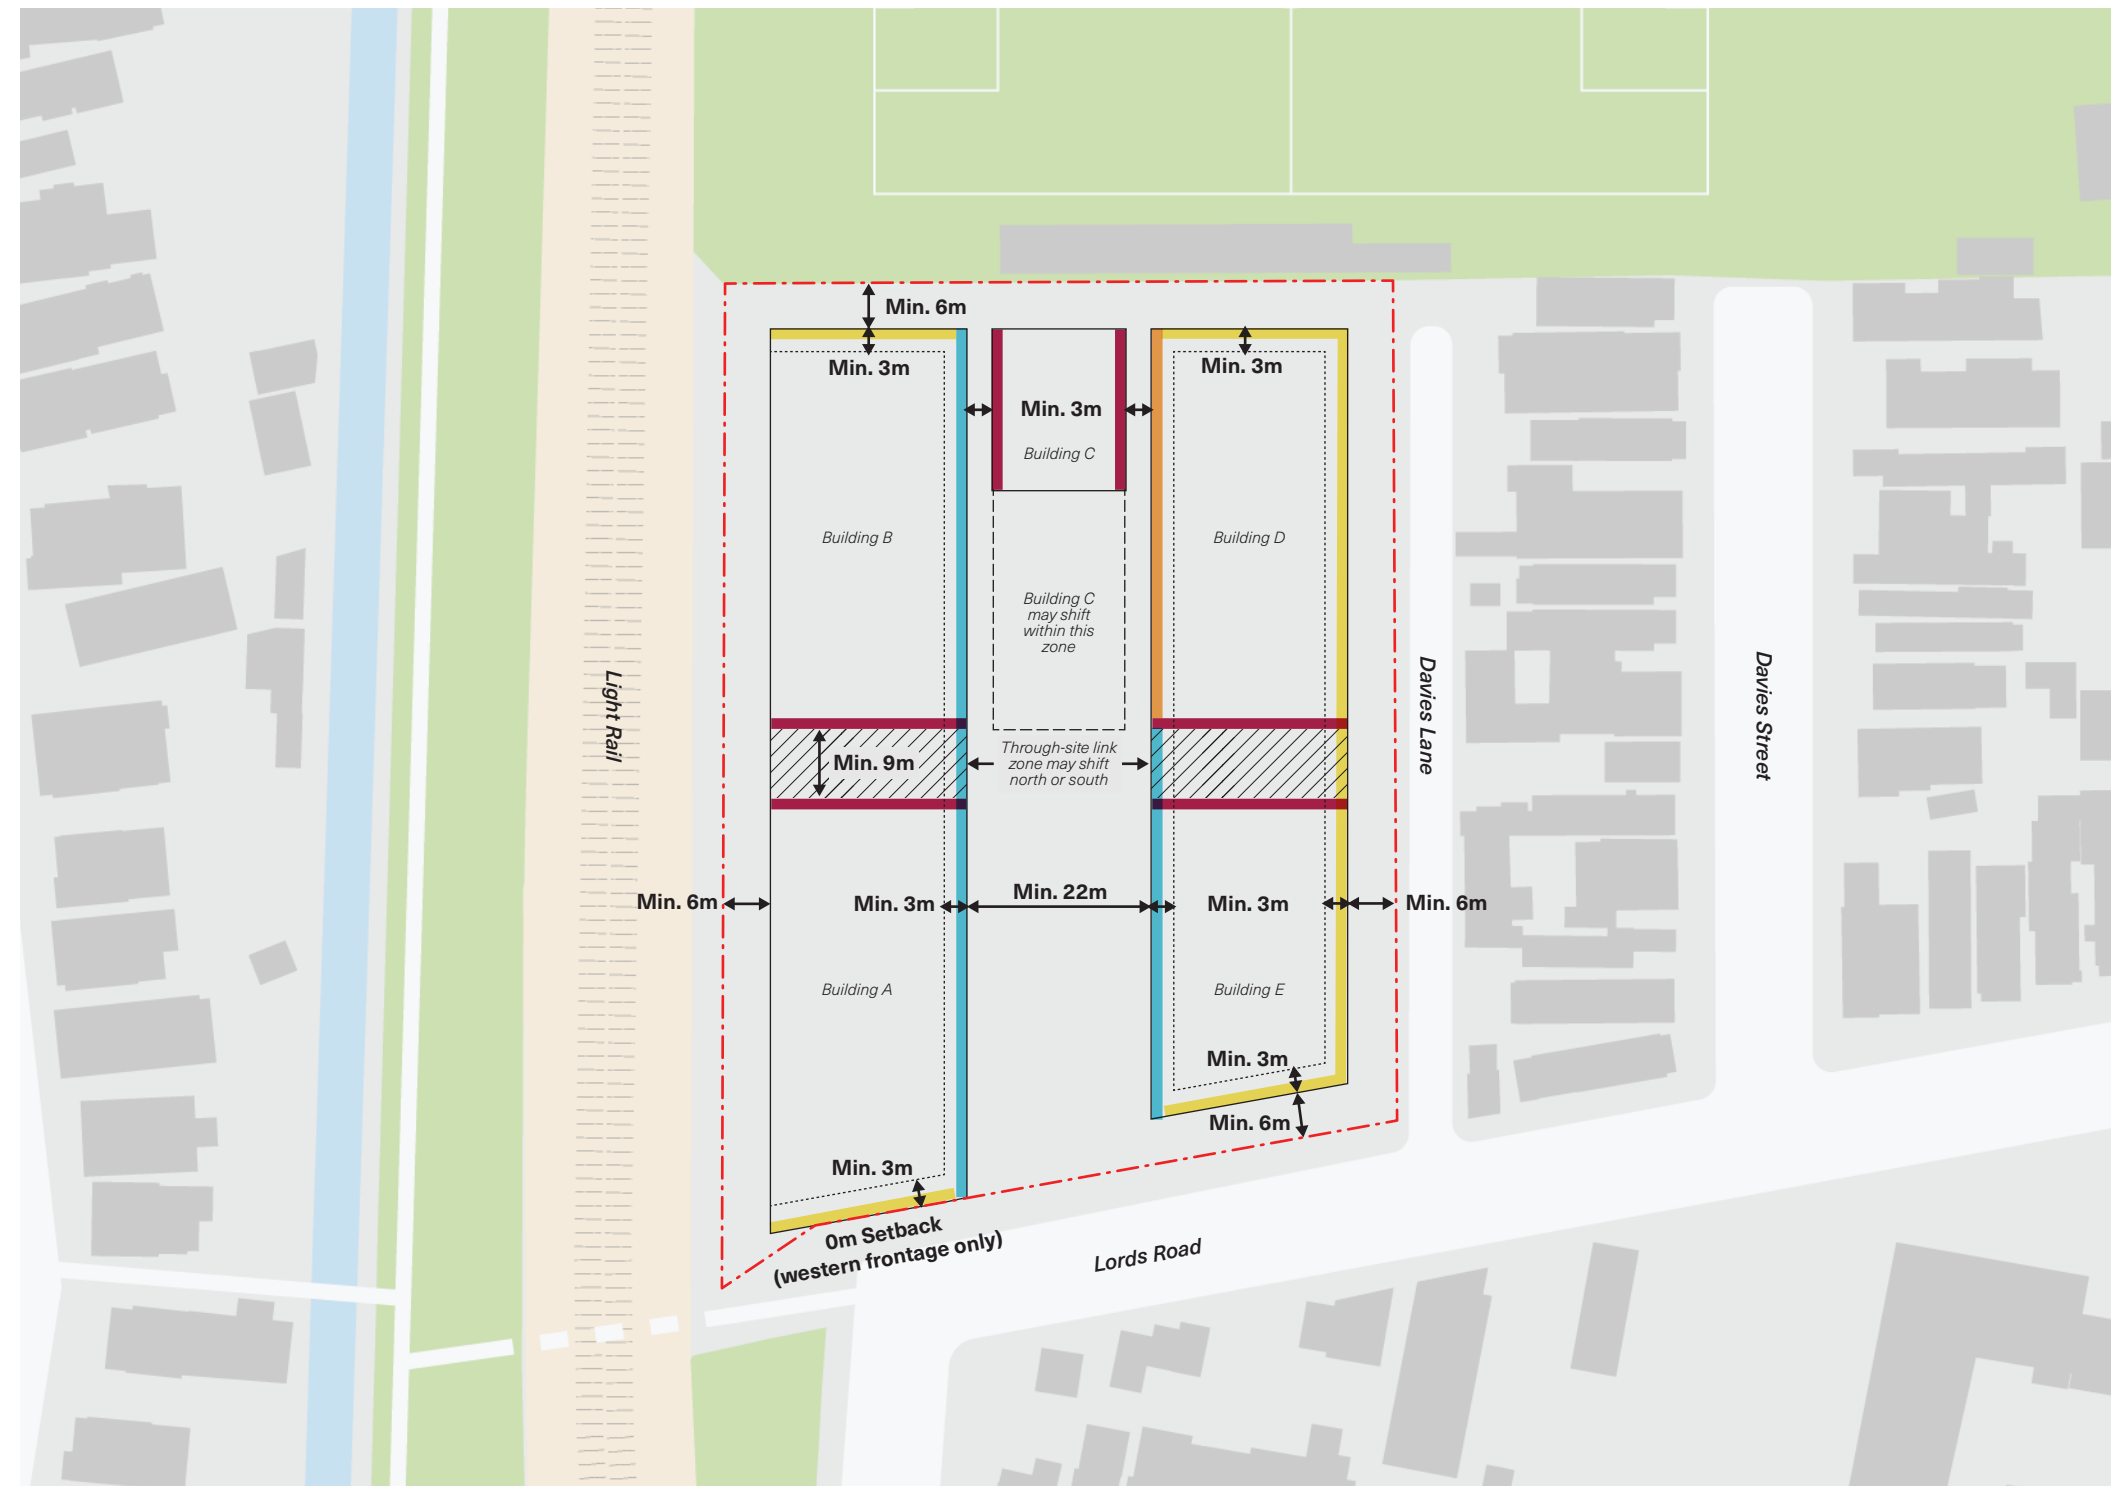 Min. 6m
Min. 3m
Min. 3m
Min. 3m
Building C
Building B
Building D
Building C
may shift
within this
zone
Light Rail
Davies Lane
Davies Street
Min. 9m
Through-site link
zone may shift
north or south
Min. 6m
Min. 3m
Min. 22m
Min. 3m
Min. 6m
Building A
Building E
Min. 3m
Min. 6m
Min. 3m
0m Setback
(western frontage only)
Lords Road